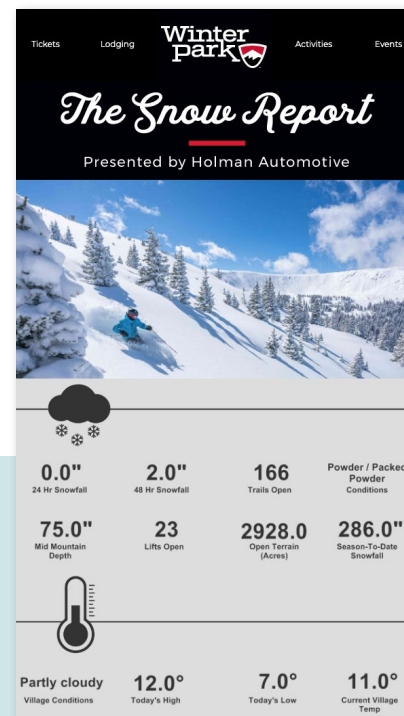 Tickets
Lodging
Winter
park
Activities
Events
The Snow Report
Presented by Holman Automotive
0.0" 2.0" 166 Powder / Packed
Powder
24 Hr Snowfall 48 Hr Snowfall Trails Open Conditions
75.0" 23 2928.0 286.0"
Mid Mountain
Depth
Lifts Open
Open Terrain
(Acres)
Season-To-Date
Snowfall
Partly cloudy 12.0° 7.0° 11.0°
Village Conditions Today's High Today's Low Current Village
Temp